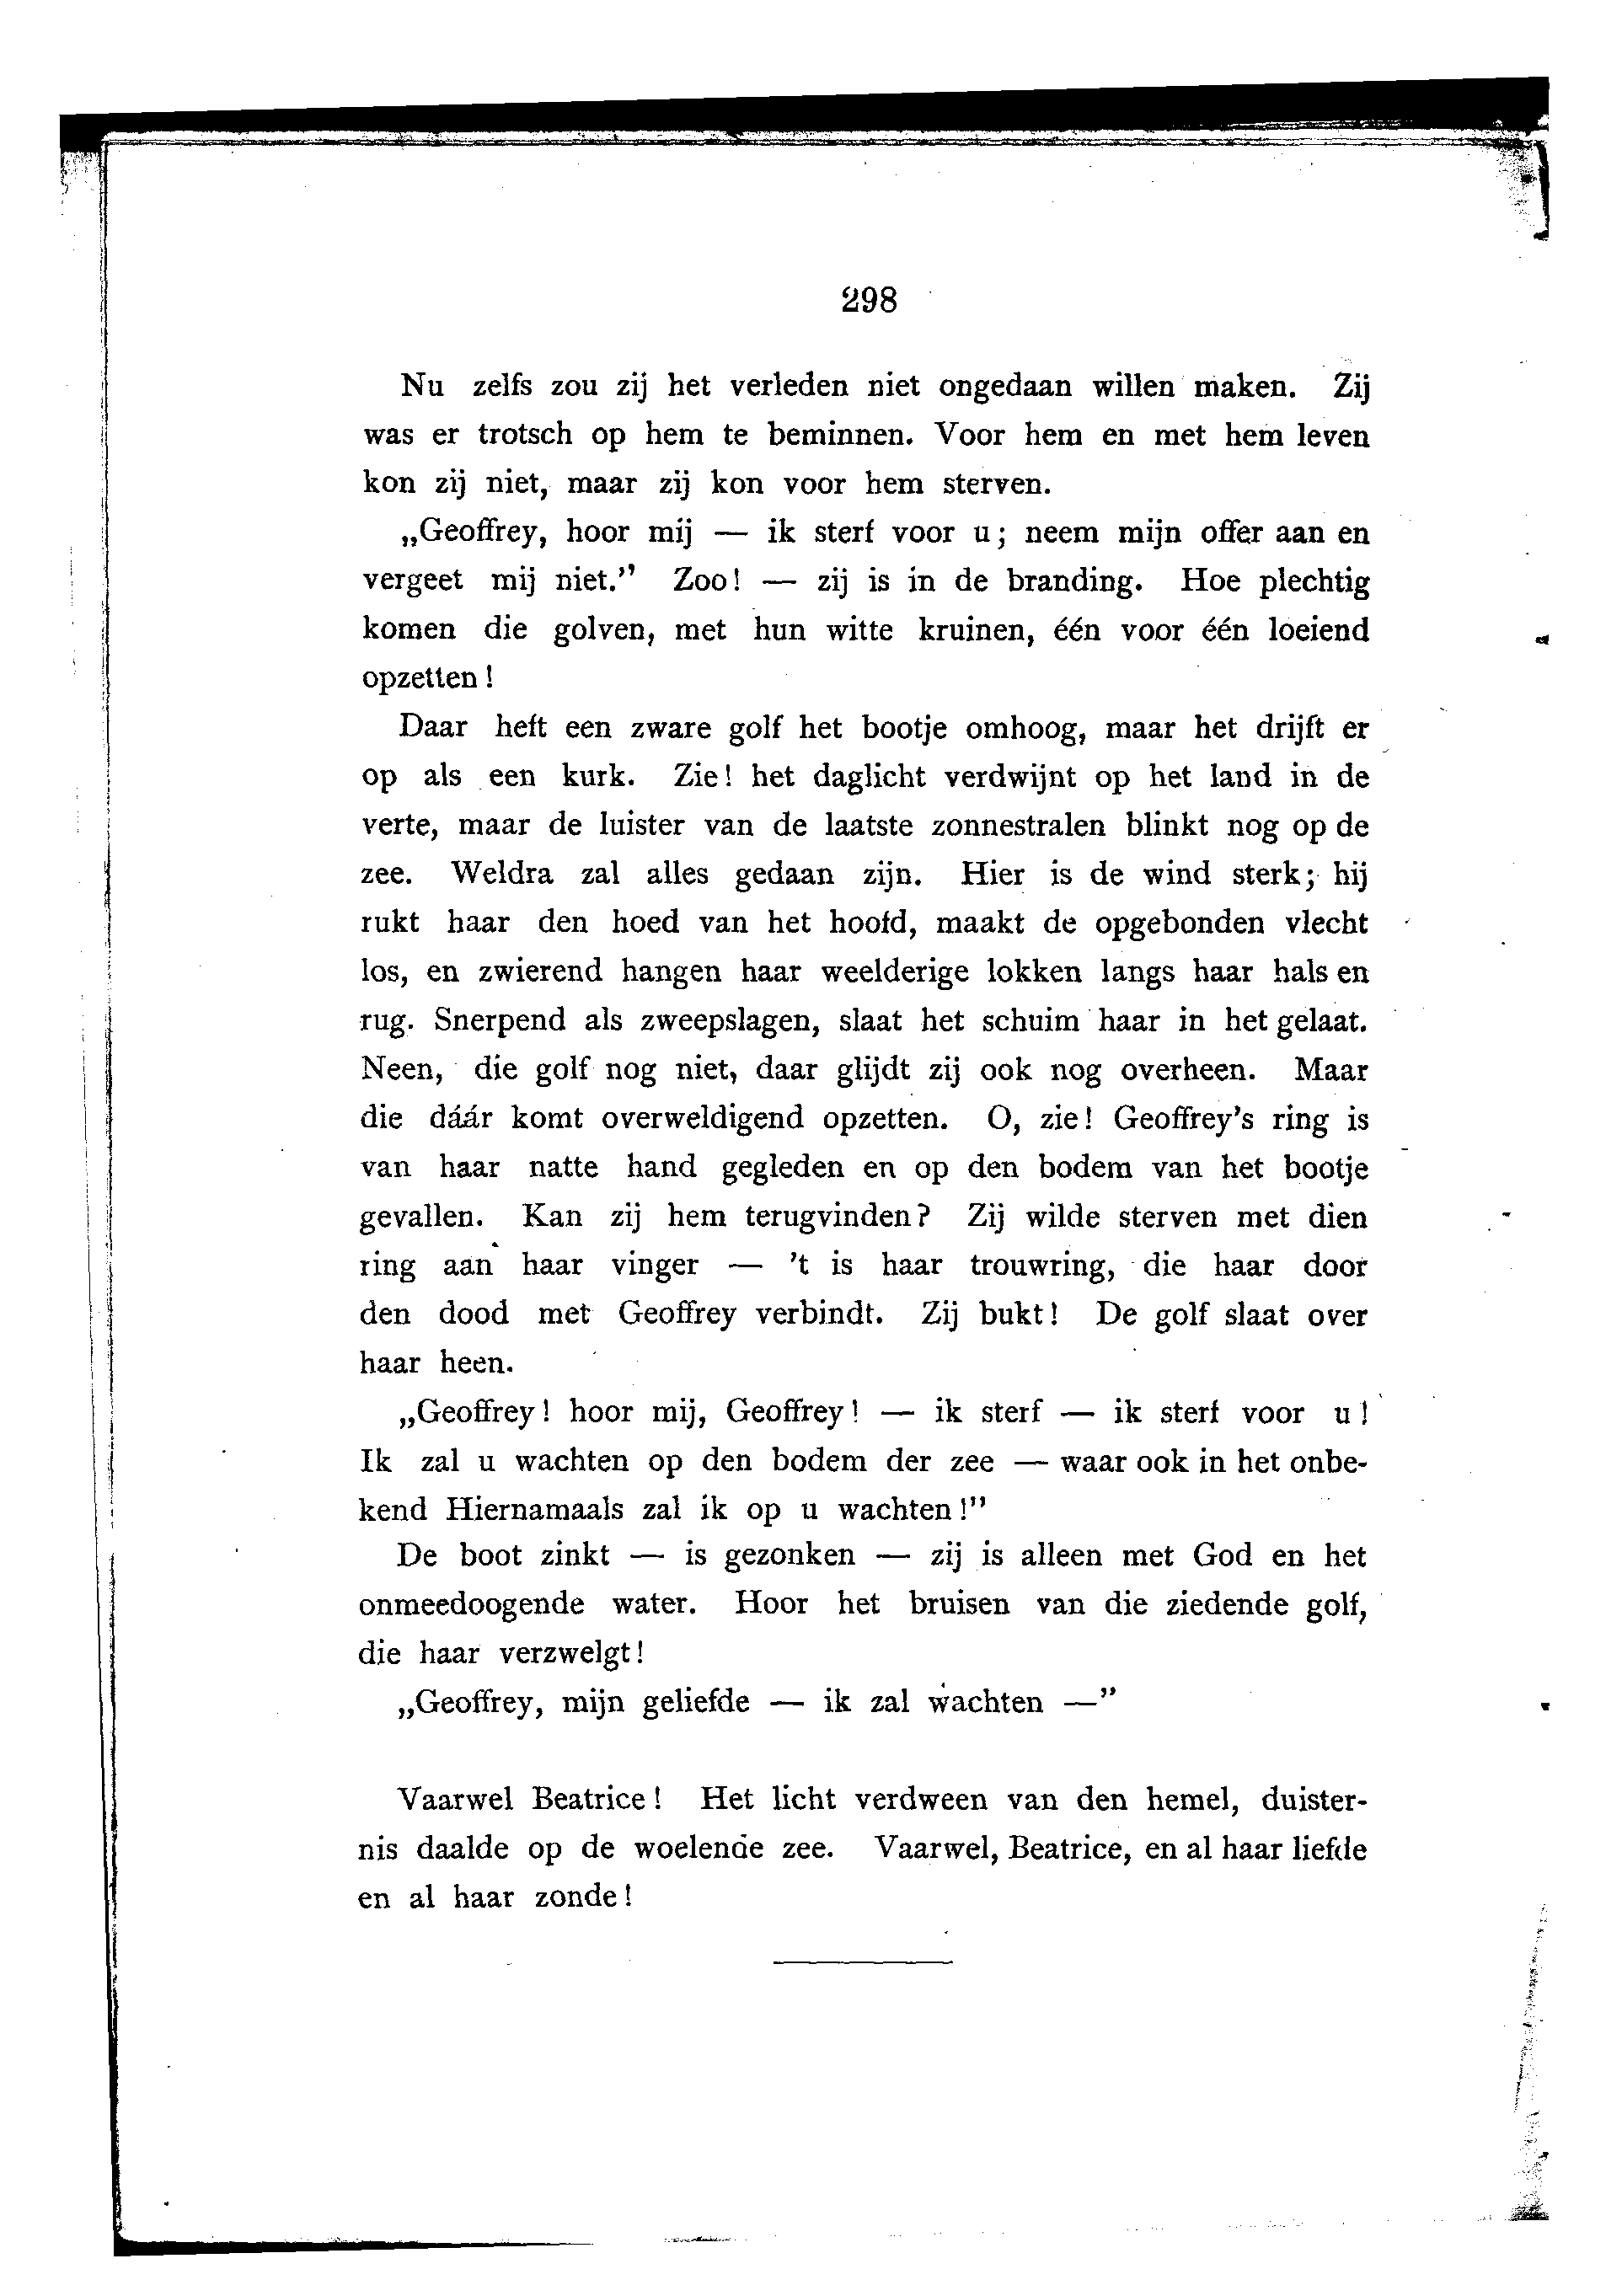 298
Nu zelfs zou zij het verleden niet ongedaan willen maken. Zij
was er trotsch op hem te beminnen. Voor hem en met hem leven
kon zij niet, maar zij kon voor hem sterven.
„Geoffrey, hoor mij — ik sterf voor u; neem mijn offer aan en
vergeet mij niet.” Zoo! — zij is in de branding. Hoe plechtig
komen die golven, met hun witte kruinen, één voor één loeiend
opzetten!
Daar heft een zware golf het bootje omhoog, maar het drijft er
op als een kurk. Zie! het daglicht verdwijnt op het land in de
verte, maar de luister van de laatste zonnestralen blinkt nog op de
zee. Weldra zal alles gedaan zijn. Hier is de wind sterk; hij
rukt haar den hoed van het hoofd, maakt de opgebonden vlecht
los, en zwierend hangen haar weelderige lokken langs haar hals en
rug. Snerpend als zweepslagen, slaat het schuim haar in het gelaat.
Neen, die golf nog niet, daar glijdt zij ook nog overheen. Maar
die dáár komt overweldigend opzetten. O, zie! Geoffrey's ring is
van haar natte hand gegleden en op den bodem van het bootje
gevallen. Kan zij hem terugvinden? Zij wilde sterven met dien
ring aan haar vinger — 't is haar trouwring, die haar door
den dood met Geoffrey verbindt. Zij bukt! De golf slaat over
haar heen.
„Geoffrey! hoor mij, Geoffrey! — ik sterf — ik sterf voor u!
Ik zal u wachten op den bodem der zee — waar ook in het onbe-
kend Hiernamaals zal ik op u wachten!”
De boot zinkt — is gezonken — zij is alleen met God en het
onmeedoogende water. Hoor het bruisen van die ziedende golf,
die haar verzwelgt!
„Geoffrey, mijn geliefde — ik zal wachten —”
Vaarwel Beatrice! Het licht verdween van den hemel, duister-
nis daalde op de woelende zee. Vaarwel, Beatrice, en al haar liefde
en al haar zonde!